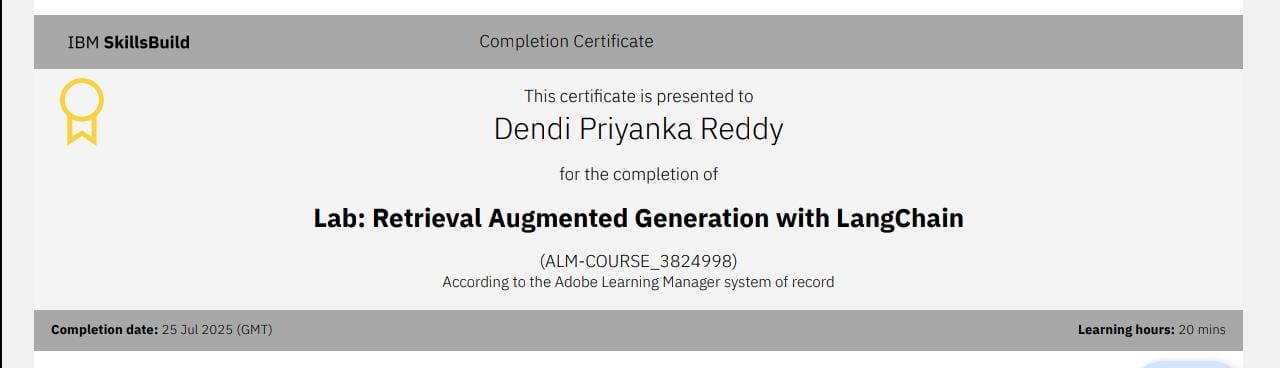 IBM SkillsBuild
Completion Certificate
This certificate is presented to
Dendi Priyanka Reddy
for the completion of
Lab: Retrieval Augmented Generation with LangChain
(ALM-COURSE_3824998)
According to the Adobe Learning Manager system of record
Completion date: 25 Jul 2025 (GMT)
Learning hours: 20 mins